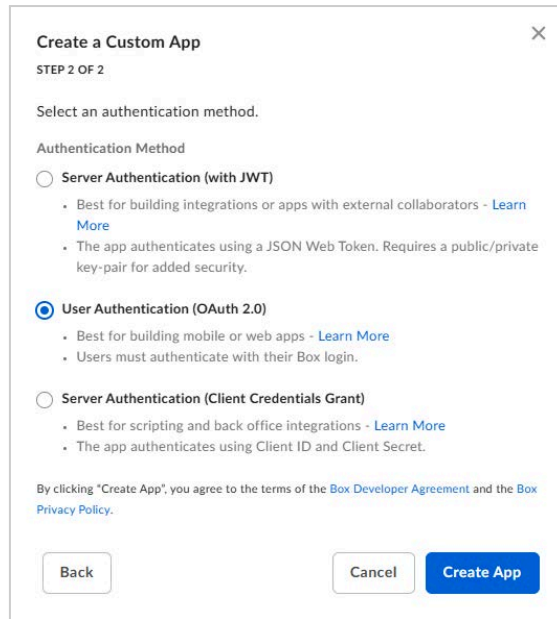 Create a Custom App
STEP 2 OF 2
Select an authentication method.
Authentication Method
Server Authentication (with JWT)
• Best for building integrations or apps with external collaborators - Learn
More
• The app authenticates using a JSON Web Token. Requires a public/private
key-pair for added security.
User Authentication (OAuth 2.0)
• Best for building mobile or web apps - Learn More
• Users must authenticate with their Box login.
Server Authentication (Client Credentials Grant)
• Best for scripting and back office integrations - Learn More
• The app authenticates using Client ID and Client Secret.
By clicking "Create App", you agree to the terms of the Box Developer Agreement and the Box
Privacy Policy.
Back
Cancel
Create App